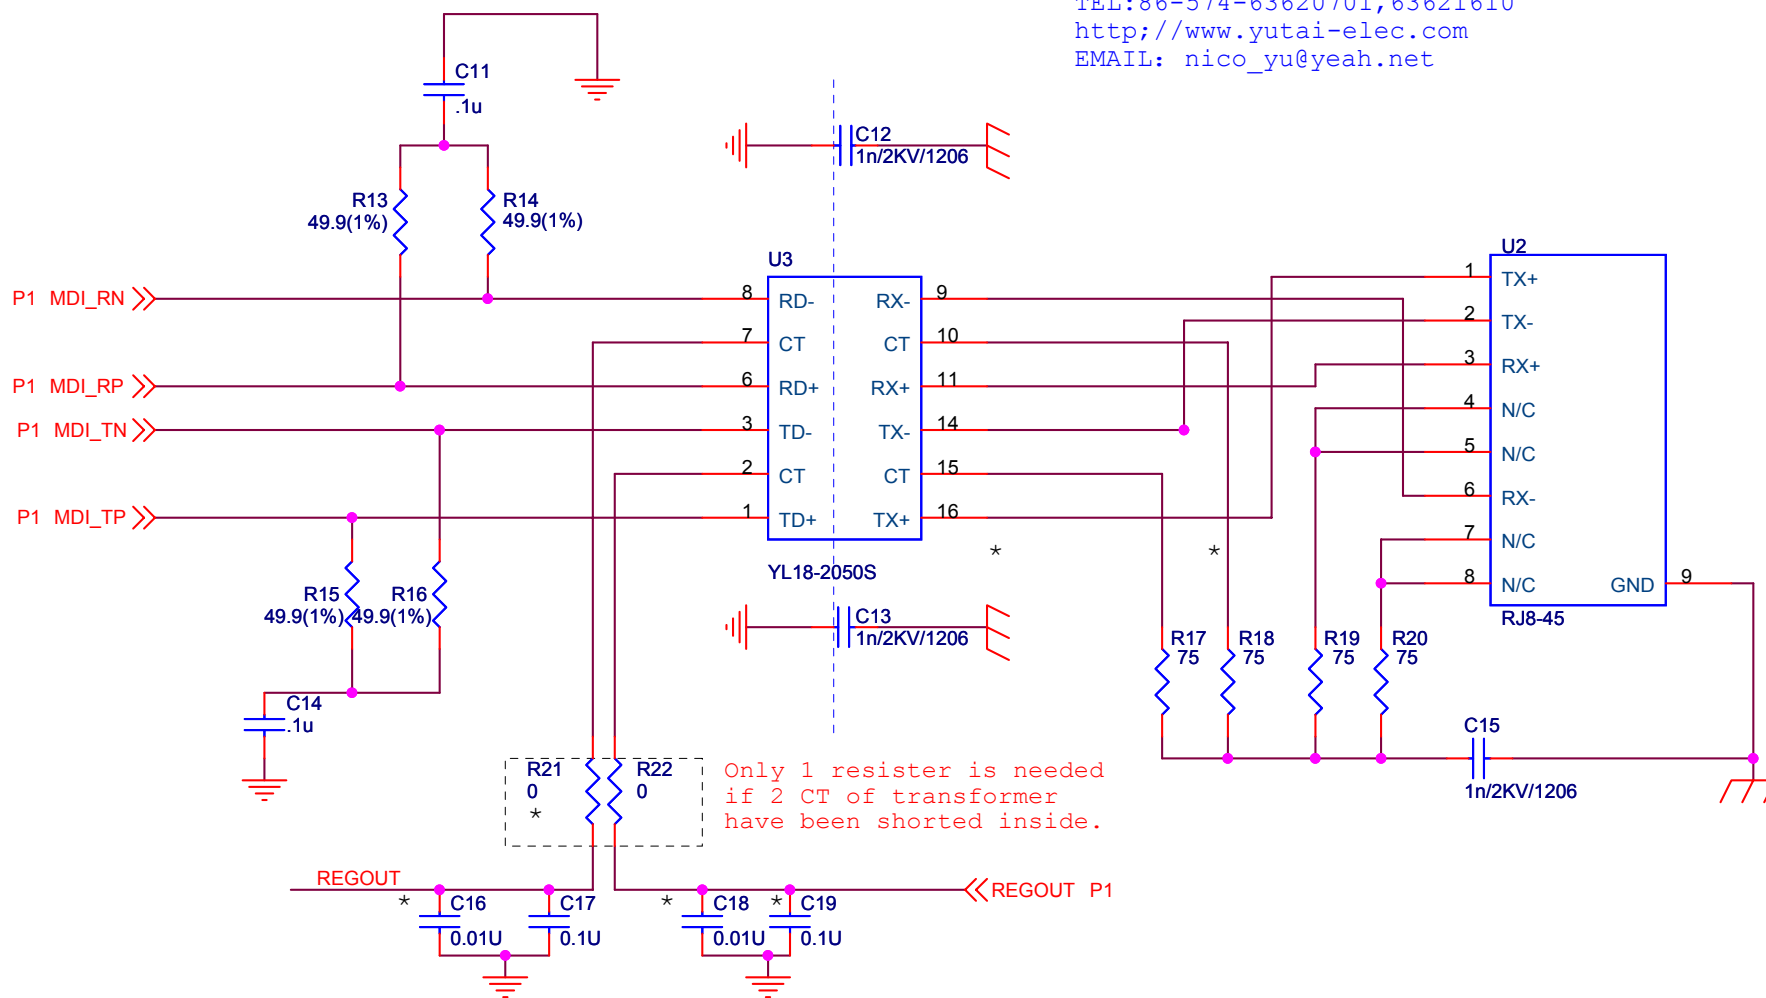 TEL:86-574-63620701,63621610
http;//www.yutai-elec.com
EMAIL: nico_yu@yeah.net
C11
.1u
C12
1n/2KV/1206
R13
49.9(1%)
R14
49.9(1%)
U3
U2
P1 MDI_RN
P1 MDI_RP
P1 MDI_TN
P1 MDI_TP
8 RD- RX- 9
7 CT CT 10
6 RD+ RX+ 11
3 TD- TX- 14
2 CT CT 15
1 TD+ TX+ 16
YL18-2050S
1 TX+
2 TX-
3 RX+
4 N/C
5 N/C
6 RX-
7 N/C
8 N/C GND 9
RJ8-45
* *
R15
49.9(1%)
R16
49.9(1%)
C13
1n/2KV/1206
R17
75
R18
75
R19
75
R20
75
C14
.1u
C15
1n/2KV/1206
R21
0
*
R22
0
Only 1 resister is needed
if 2 CT of transformer
have been shorted inside.
REGOUT
REGOUT P1
* C16
0.01U
C17
0.1U
* C18
0.01U
* C19
0.1U